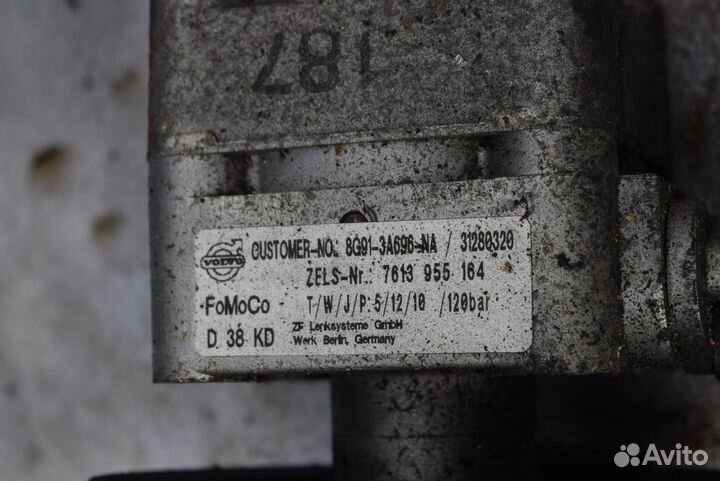 187
VOLVO
CUSTOMER-NO.: 8G91-3A696-NA / 31280320
ZELS-Nr.: 7613 955 164
FoMoCo T/W/J/P 5/12/10 /120bar
D 38 KD ZF Lenksysteme GmbH
Werk Berlin, Germany
Avito